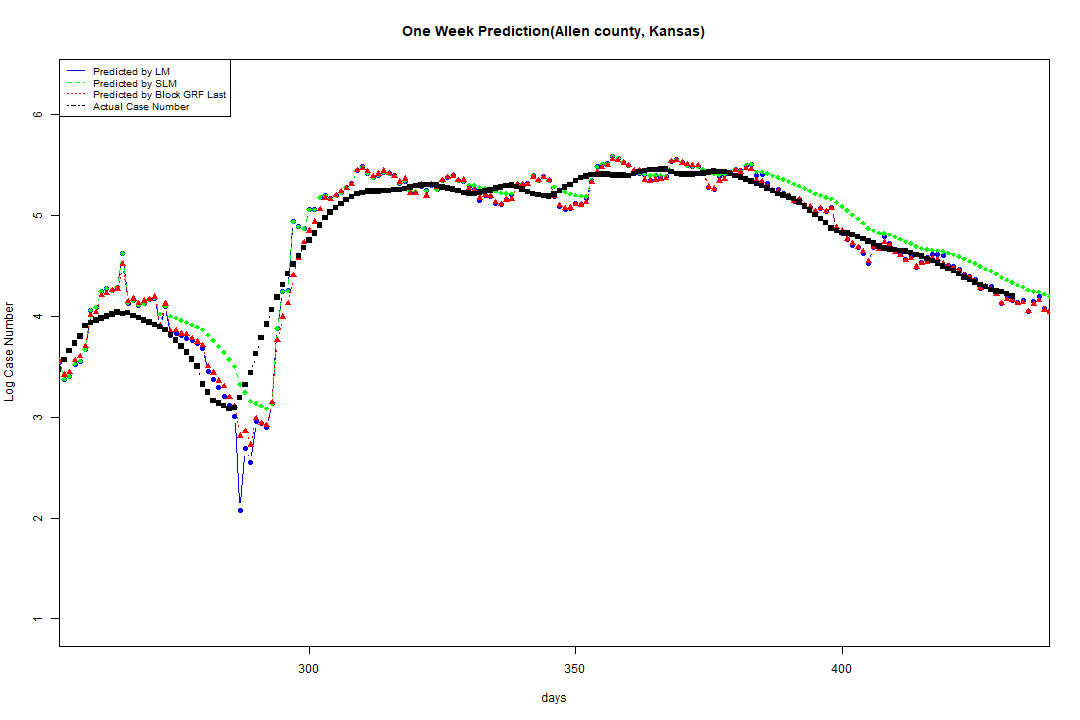 One Week Prediction(Allen county, Kansas)
Predicted by LM
Predicted by SLM
Predicted by Block GRF Last
Actual Case Number
6
5
4
3
2
1
Log Case Number
300 350 400
days